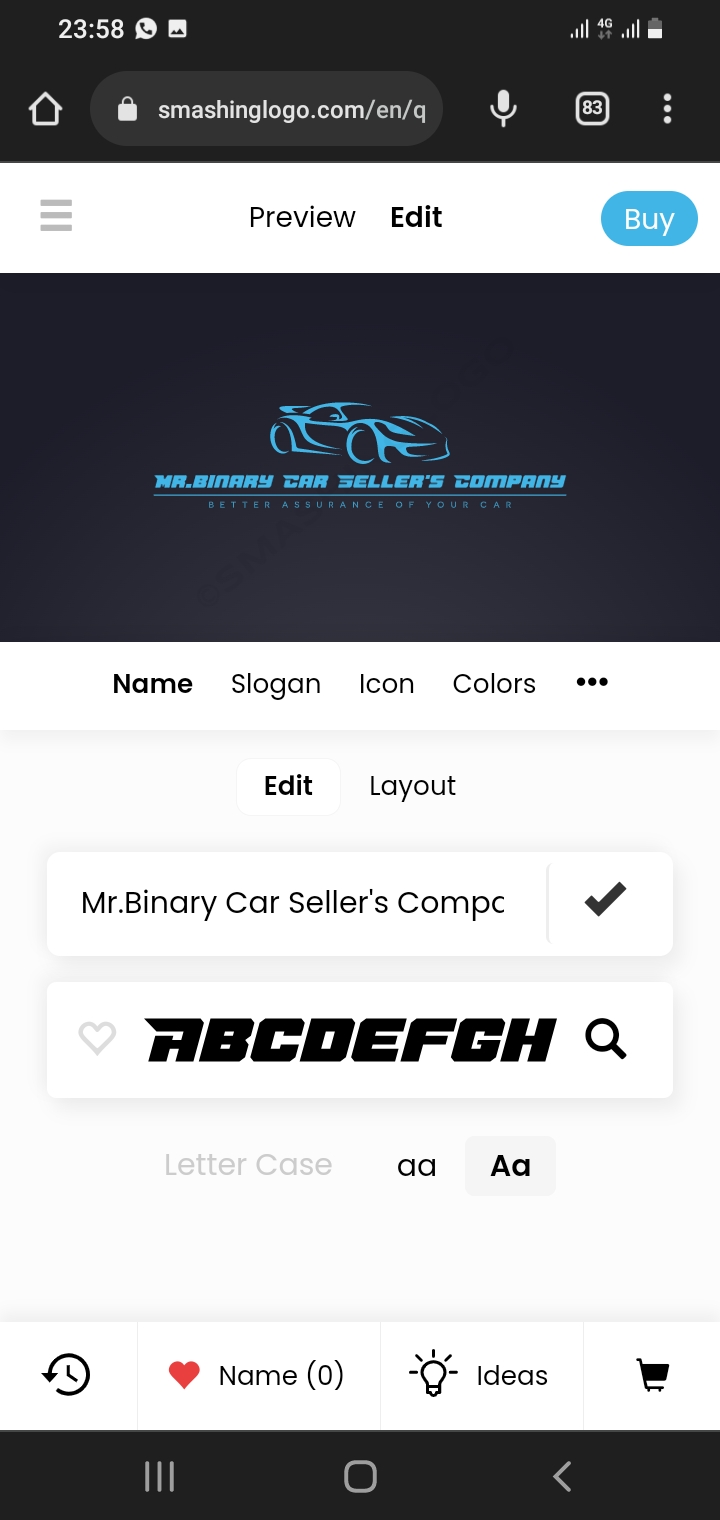 23:58
4G
smashinglogo.com/en/q
83
Preview Edit Buy
MR.BINARY CAR SELLER'S COMPANY
BETTER ASSURANCE OF YOUR CAR
Name Slogan Icon Colors •••
Edit Layout
Mr.Binary Car Seller's Compa
ABCDEFGH
Letter Case aa Aa
Name (0) Ideas